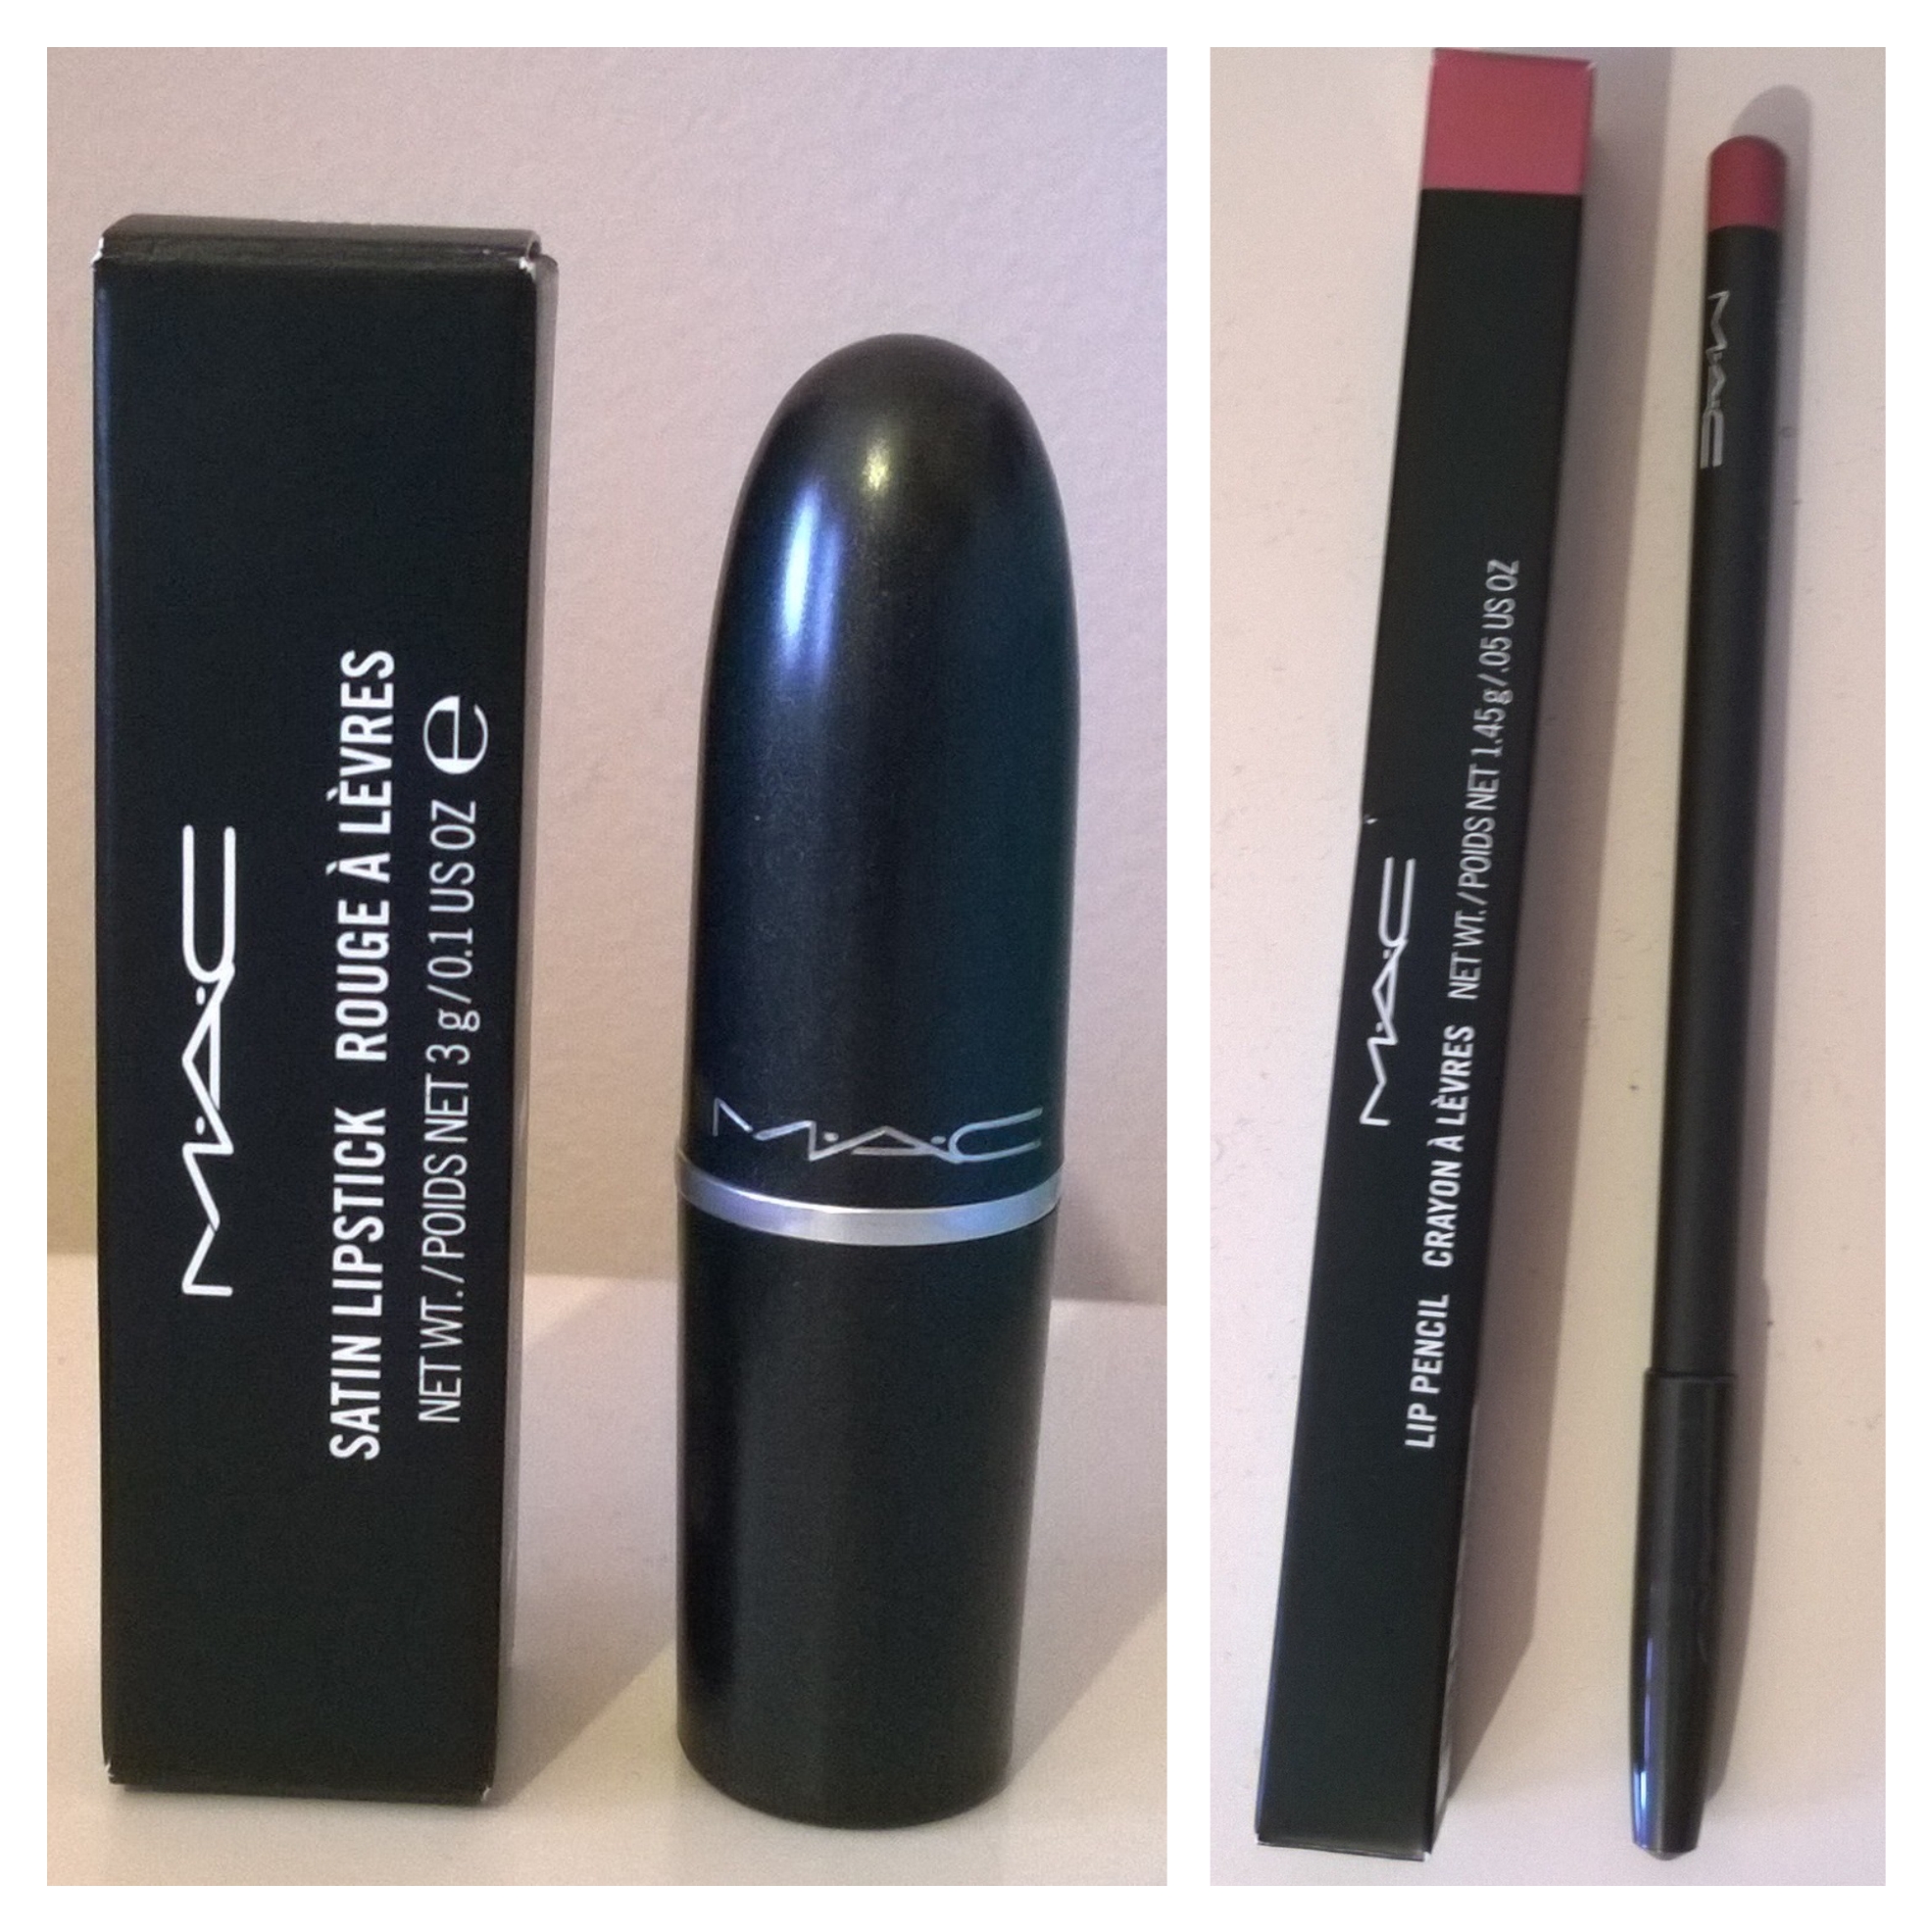 M·A·C
SATIN LIPSTICK ROUGE À LÈVRES
NET WT. / POIDS NET 3 g / 0.1 US OZ e
M·A·C
M·A·C
LIP PENCIL CRAYON À LÈVRES NET WT. / POIDS NET 1.45 g / .05 US OZ
M·A·C